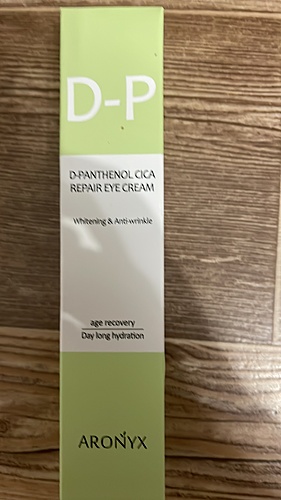 D-P
D-PANTHENOL CICA
REPAIR EYE CREAM
Whitening & Anti-wrinkle
age recovery
Day long hydration
ARONYX